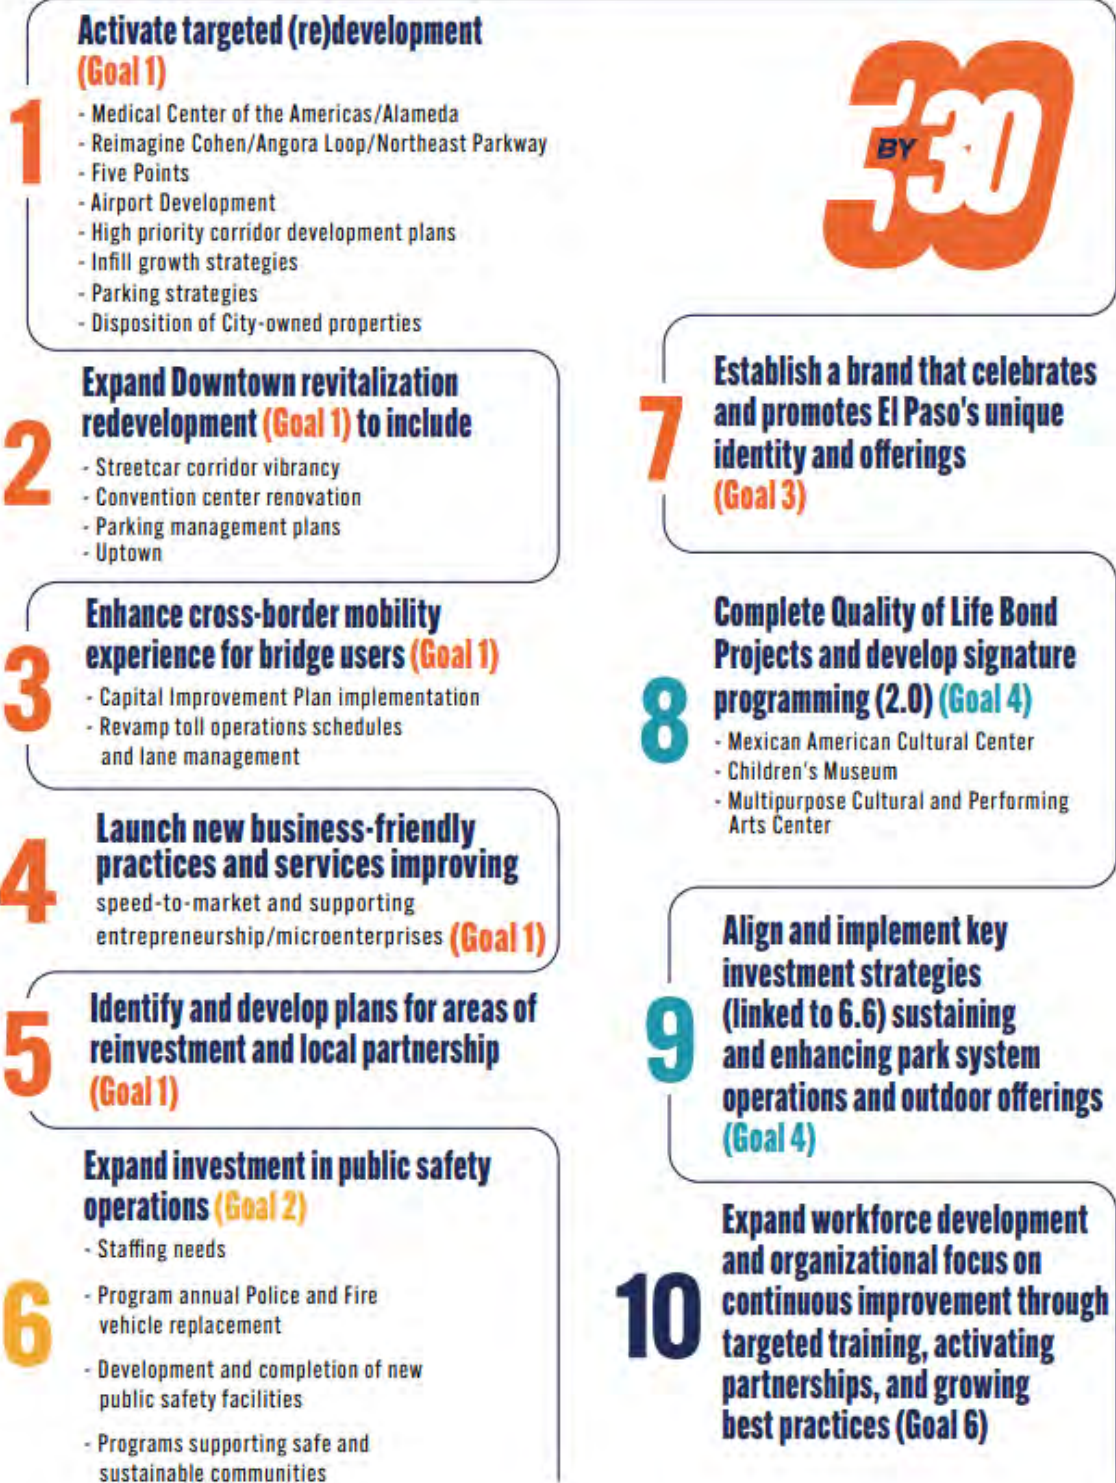 1
Activate targeted (re)development
(Goal 1)
- Medical Center of the Americas/Alameda
- Reimagine Cohen/Angora Loop/Northeast Parkway
- Five Points
- Airport Development
- High priority corridor development plans
- Infill growth strategies
- Parking strategies
- Disposition of City-owned properties
2
Expand Downtown revitalization
redevelopment (Goal 1) to include
- Streetcar corridor vibrancy
- Convention center renovation
- Parking management plans
- Uptown
3
Enhance cross-border mobility
experience for bridge users (Goal 1)
- Capital Improvement Plan implementation
- Revamp toll operations schedules
and lane management
4
Launch new business-friendly
practices and services improving
speed-to-market and supporting
entrepreneurship/microenterprises (Goal 1)
5
Identify and develop plans for areas of
reinvestment and local partnership
(Goal 1)
6
Expand investment in public safety
operations (Goal 2)
- Staffing needs
- Program annual Police and Fire
vehicle replacement
- Development and completion of new
public safety facilities
- Programs supporting safe and
sustainable communities
30 BY 30
7
Establish a brand that celebrates
and promotes El Paso's unique
identity and offerings
(Goal 3)
8
Complete Quality of Life Bond
Projects and develop signature
programming (2.0) (Goal 4)
- Mexican American Cultural Center
- Children's Museum
- Multipurpose Cultural and Performing
Arts Center
9
Align and implement key
investment strategies
(linked to 6.6) sustaining
and enhancing park system
operations and outdoor offerings
(Goal 4)
10
Expand workforce development
and organizational focus on
continuous improvement through
targeted training, activating
partnerships, and growing
best practices (Goal 6)